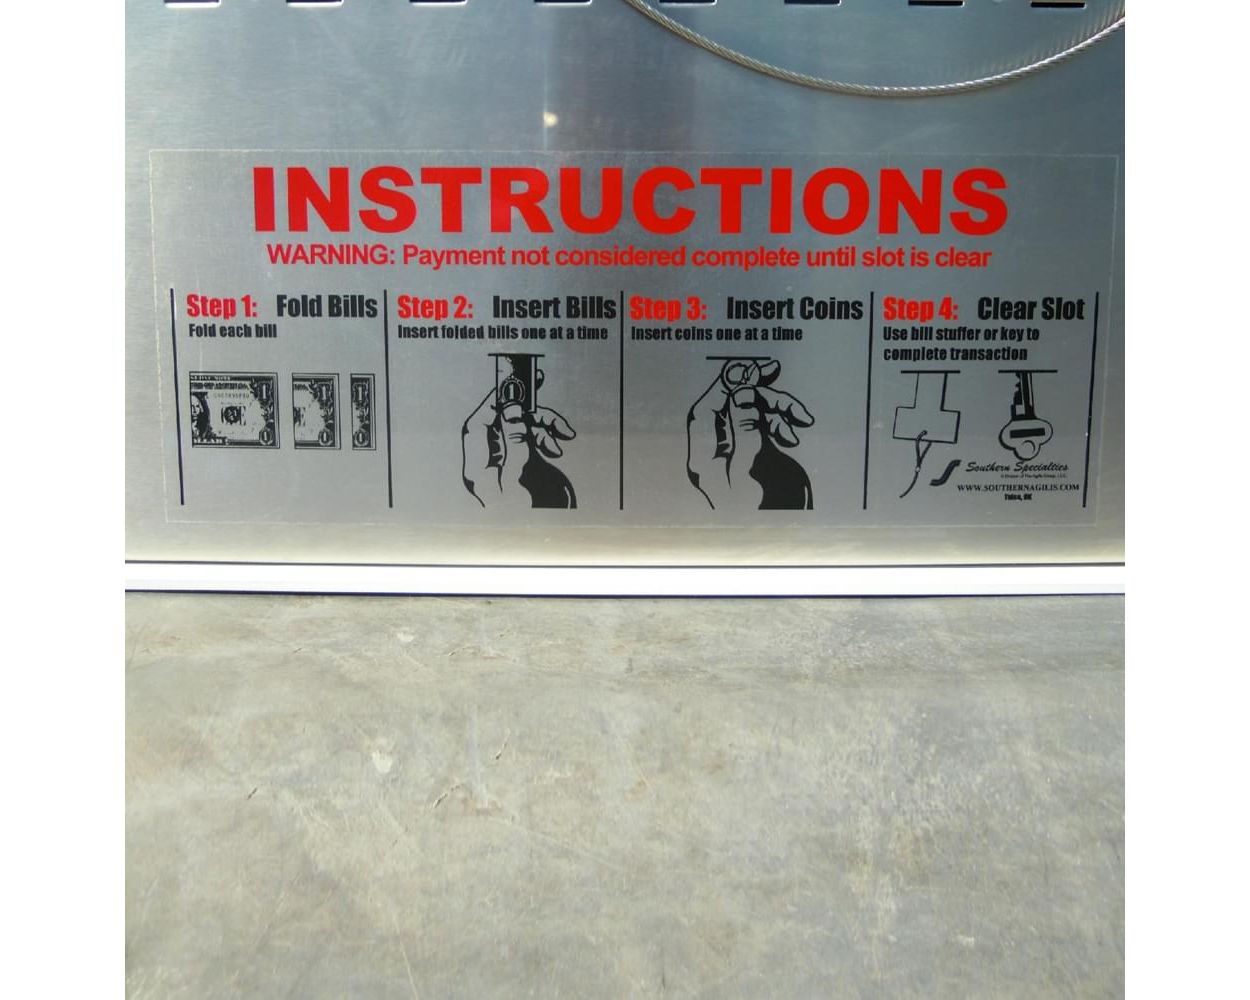 INSTRUCTIONS
WARNING: Payment not considered complete until slot is clear
Step 1: Fold Bills
Fold each bill
Step 2: Insert Bills
Insert folded bills one at a time
Step 3: Insert Coins
Insert coins one at a time
Step 4: Clear Slot
Use bill stuffer or key to
complete transaction
Southern Specialties
WWW.SOUTHERNAGILIS.COM
Tulsa, OK